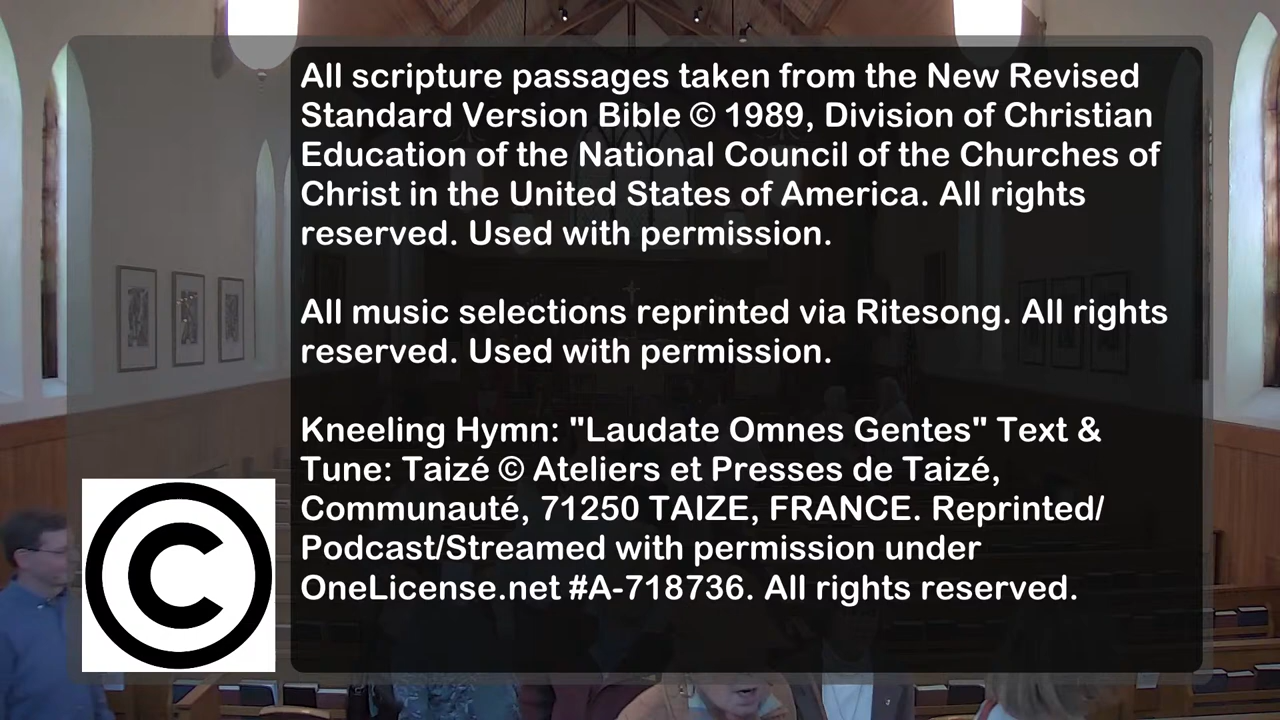 All scripture passages taken from the New Revised
Standard Version Bible © 1989, Division of Christian
Education of the National Council of the Churches of
Christ in the United States of America. All rights
reserved. Used with permission.
All music selections reprinted via Ritesong. All rights
reserved. Used with permission.
Kneeling Hymn: "Laudate Omnes Gentes" Text &
Tune: Taizé © Ateliers et Presses de Taizé,
Communauté, 71250 TAIZE, FRANCE. Reprinted/
Podcast/Streamed with permission under
OneLicense.net #A-718736. All rights reserved.
©